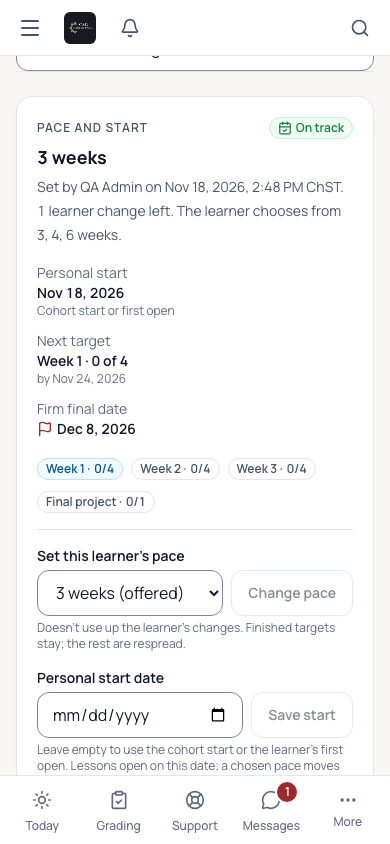 PACE AND START
On track
3 weeks
Set by QA Admin on Nov 18, 2026, 2:48 PM ChST.
1 learner change left. The learner chooses from
3, 4, 6 weeks.
Personal start
Nov 18, 2026
Cohort start or first open
Next target
Week 1 · 0 of 4
by Nov 24, 2026
Firm final date
Dec 8, 2026
Week 1 · 0/4
Week 2 · 0/4
Week 3 · 0/4
Final project · 0/1
Set this learner's pace
3 weeks (offered)
Change pace
Doesn't use up the learner's changes. Finished targets
stay; the rest are respread.
Personal start date
mm/dd/yyyy
Save start
Leave empty to use the cohort start or the learner's first
open. Lessons open on this date; a chosen pace moves
1
Today
Grading
Support
Messages
More